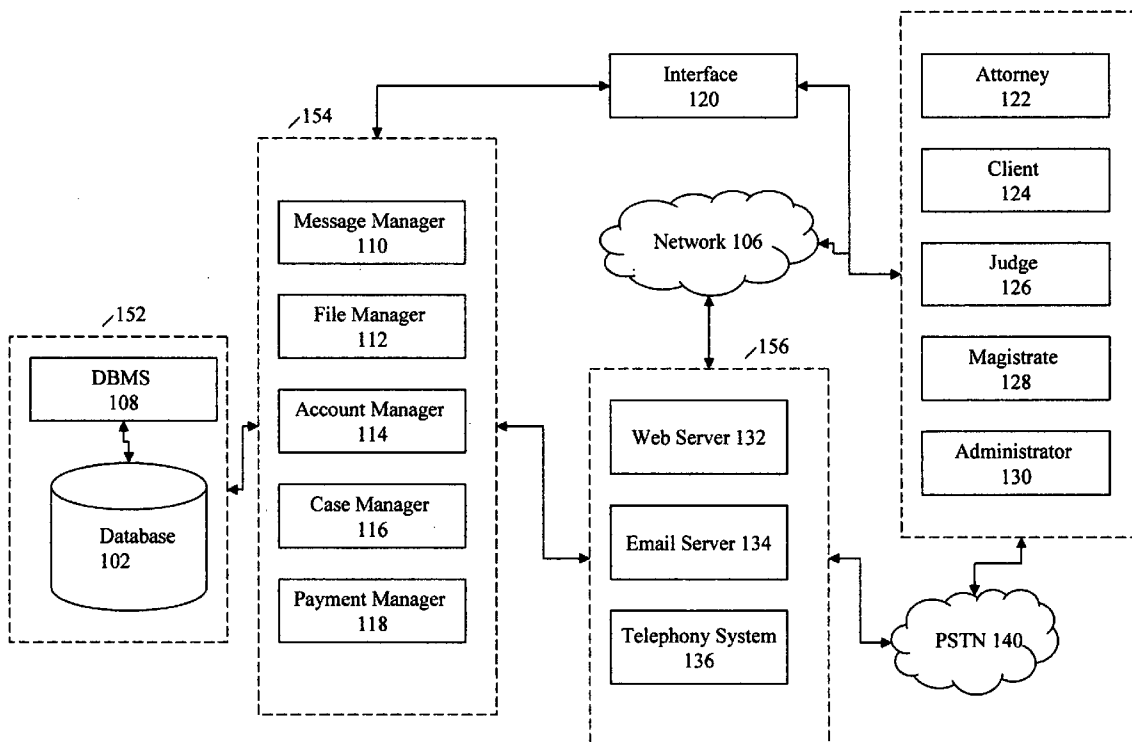 Interface
120
Attorney
122
Client
124
Judge
126
Magistrate
128
Administrator
130
154
Message Manager
110
File Manager
112
Account Manager
114
Case Manager
116
Payment Manager
118
Network 106
152
DBMS
108
Database
102
156
Web Server 132
Email Server 134
Telephony System
136
PSTN 140